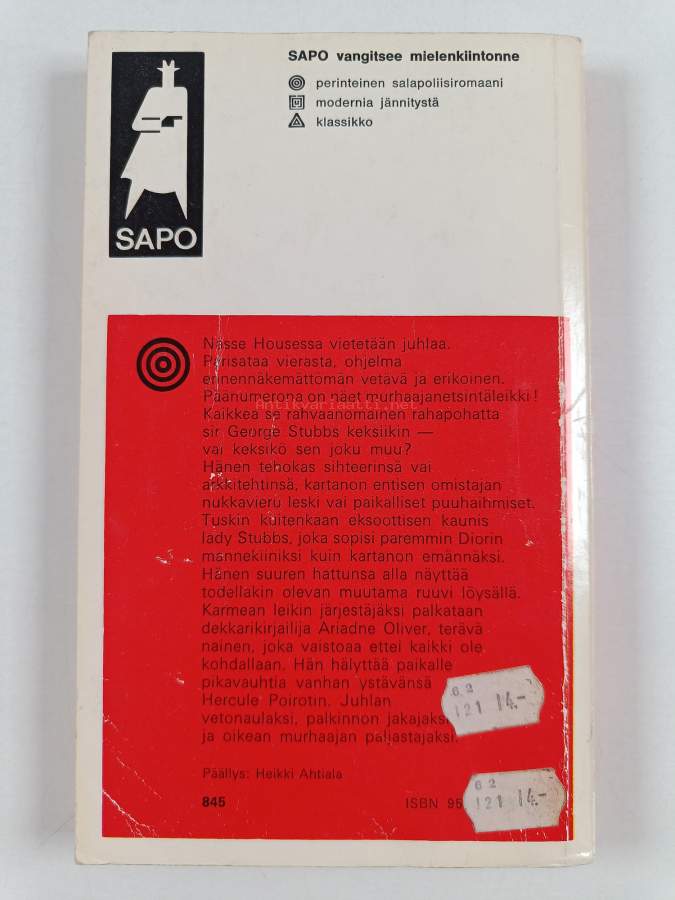 SAPO vangitsee mielenkiintonne
perinteinen salapoliisiromaani
modernia jännitystä
klassikko
SAPO
Nasse Housessa vietetään juhlaa.
Parisataa vierasta, ohjelma
ennennäkemättömän vetävä ja erikoinen.
Päänumerona on näet murhaajanetsintäleikki!
Antikvariaatti.net
Kaikkea se rahvaanomainen rahapohatta
sir George Stubbs keksiikin —
vai keksikö sen joku muu?
Hänen tehokas sihteerinsä vai
arkkitehtinsä, kartanon entisen omistajan
nukkavieru leski vai paikalliset puuhaihmiset.
Tuskin kuitenkaan eksoottisen kaunis
lady Stubbs, joka sopisi paremmin Diorin
mannekiiniksi kuin kartanon emännäksi.
Hänen suuren hattunsa alla näyttää
todellakin olevan muutama ruuvi löysällä.
Karmean leikin järjestäjäksi palkataan
dekkarikirjailija Ariadne Oliver, terävä
nainen, joka vaistoaa ettei kaikki ole
kohdallaan. Hän hälyttää paikalle
pikavauhtia vanhan ystävänsä
Hercule Poirotin. Juhlan
vetonaulaksi, palkinnon jakajaksi
ja oikean murhaajan paljastajaksi.
62
121 14.-
Päällys: Heikki Ahtiala
845
ISBN 95
62
121 14.-